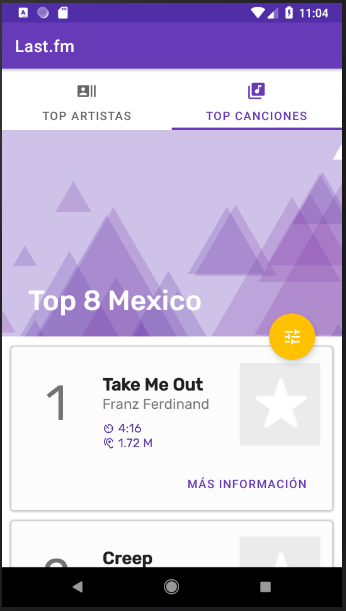 11:04
Last.fm
TOP ARTISTAS
TOP CANCIONES
Top 8 Mexico
1
Take Me Out
Franz Ferdinand
4:16
1.72 M
MÁS INFORMACIÓN
Creep